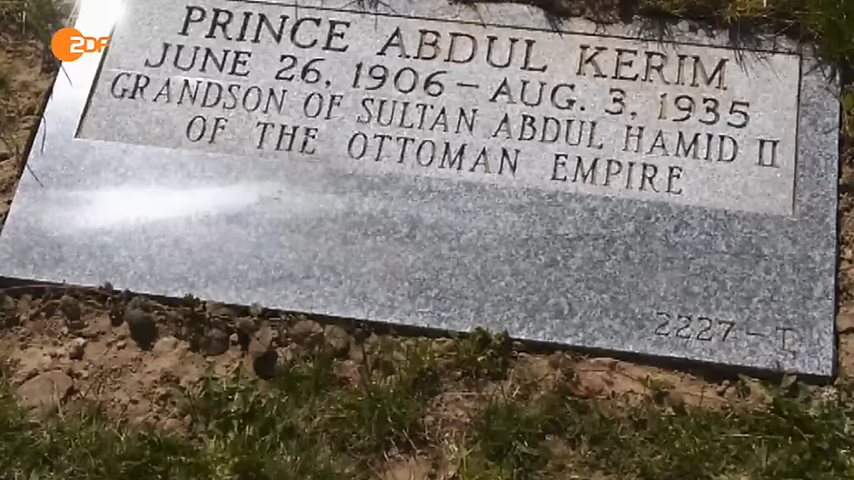 ZDF
PRINCE ABDUL KERIM
JUNE 26, 1906 – AUG. 3, 1935
GRANDSON OF SULTAN ABDUL HAMID II
OF THE OTTOMAN EMPIRE
2227-I